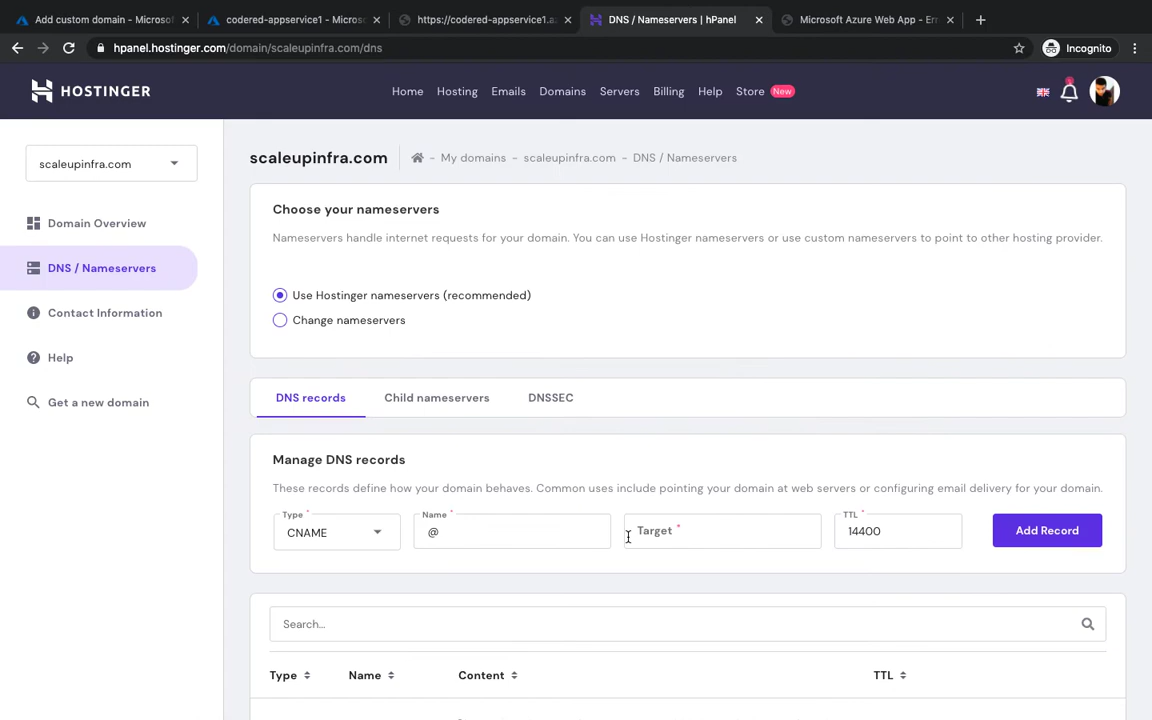 Add custom domain - Microsof
codered-appservice1 - Micros
https://codered-appservice1.a
DNS / Nameservers | hPanel
Microsoft Azure Web App - Err
hpanel.hostinger.com/domain/scaleupinfra.com/dns
Incognito
HOSTINGER
Home
Hosting
Emails
Domains
Servers
Billing
Help
Store
New
scaleupinfra.com
scaleupinfra.com
- My domains - scaleupinfra.com - DNS / Nameservers
Domain Overview
DNS / Nameservers
Contact Information
Help
Get a new domain
Choose your nameservers
Nameservers handle internet requests for your domain. You can use Hostinger nameservers or use custom nameservers to point to other hosting provider.
Use Hostinger nameservers (recommended)
Change nameservers
DNS records
Child nameservers
DNSSEC
Manage DNS records
These records define how your domain behaves. Common uses include pointing your domain at web servers or configuring email delivery for your domain.
Type *
CNAME
Name *
@
Target *
TTL *
14400
Add Record
Search...
Type
Name
Content
TTL